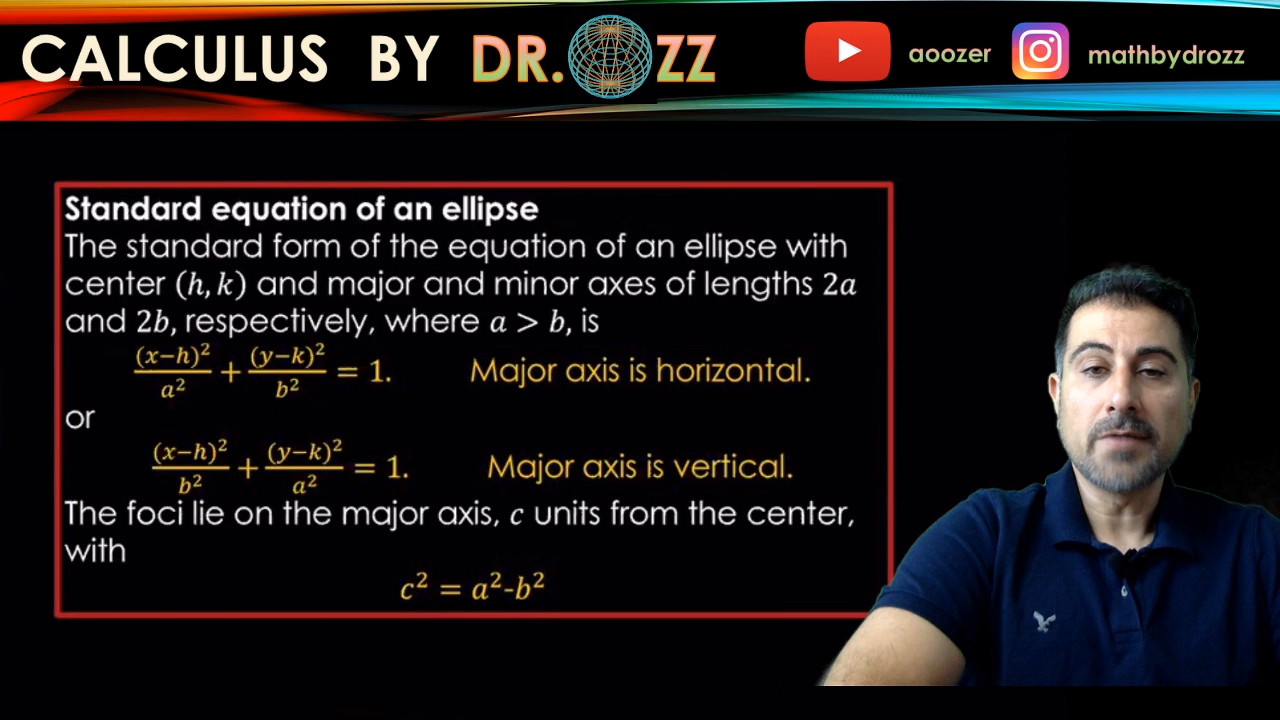 CALCULUS BY DR. OZZ
aoozer
mathbydrozz
Standard equation of an ellipse
The standard form of the equation of an ellipse with
center (h, k) and major and minor axes of lengths 2a
and 2b, respectively, where a > b, is
(x−h)²/a² + (y−k)²/b² = 1. Major axis is horizontal.
or
(x−h)²/b² + (y−k)²/a² = 1. Major axis is vertical.
The foci lie on the major axis, c units from the center,
with
c² = a²-b²